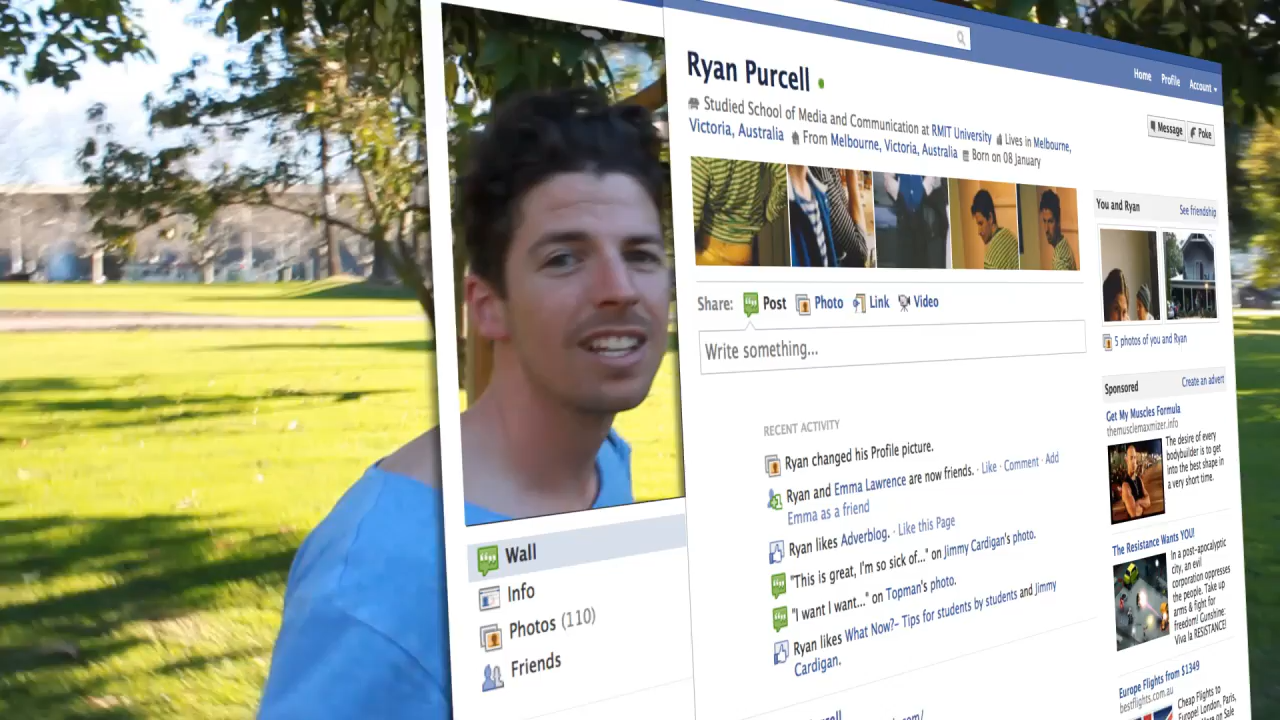 Home Profile Account
Ryan Purcell
Message Poke
Studied School of Media and Communication at RMIT University Lives in Melbourne,
Victoria, Australia From Melbourne, Victoria, Australia Born on 08 January
Share: Post Photo Link Video
Write something...
RECENT ACTIVITY
Ryan changed his Profile picture.
Ryan and Emma Lawrence are now friends. · Like · Comment · Add
Emma as a friend
Ryan likes Adverblog. · Like this Page
"This is great, I'm so sick of..." on Jimmy Cardigan's photo.
"I want I want..." on Topman's photo.
Ryan likes What Now?– Tips for students by students and Jimmy
Cardigan.
Wall
Info
Photos (110)
Friends
You and Ryan See friendship
5 photos of you and Ryan
Sponsored Create an advert
Get My Muscles Formula
themusclemaxmizer.info
The desire of every
bodybuilder is to get
into the best shape in
a very short time.
The Resistance Wants YOU!
In a post-apocalyptic
city, an evil
corporation oppresses
the people. Take up
arms & fight for
freedom! Gunshine:
Viva la RESISTANCE!
Europe Flights from $1349
bestflights.com.au
Cheap Flights to
Europe! London, Paris,
on Sale